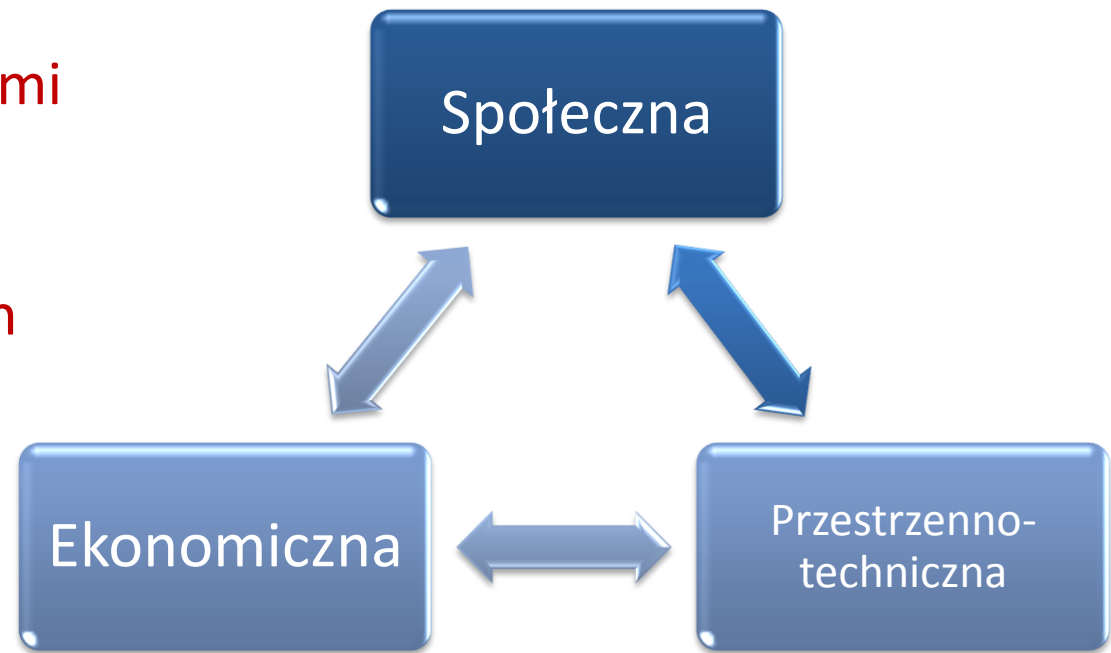 mi
Społeczna
h
Ekonomiczna
Przestrzenno-
techniczna